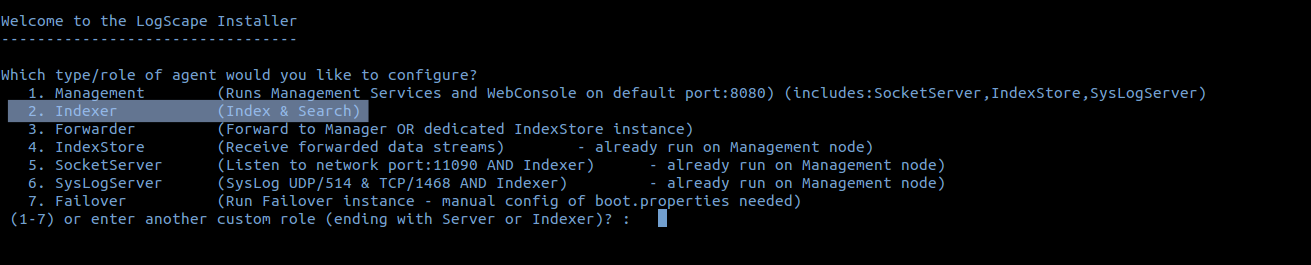 Welcome to the LogScape Installer
---------------------------------
Which type/role of agent would you like to configure?
1. Management (Runs Management Services and WebConsole on default port:8080) (includes:SocketServer,IndexStore,SysLogServer)
2. Indexer (Index & Search)
3. Forwarder (Forward to Manager OR dedicated IndexStore instance)
4. IndexStore (Receive forwarded data streams) - already run on Management node)
5. SocketServer (Listen to network port:11090 AND Indexer) - already run on Management node)
6. SysLogServer (SysLog UDP/514 & TCP/1468 AND Indexer) - already run on Management node)
7. Failover (Run Failover instance - manual config of boot.properties needed)
(1-7) or enter another custom role (ending with Server or Indexer)? :